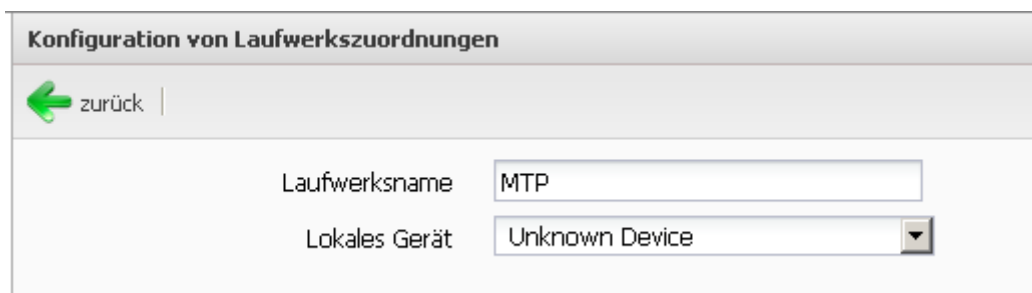 Konfiguration von Laufwerkszuordnungen
zurück
Laufwerksname MTP
Lokales Gerät Unknown Device